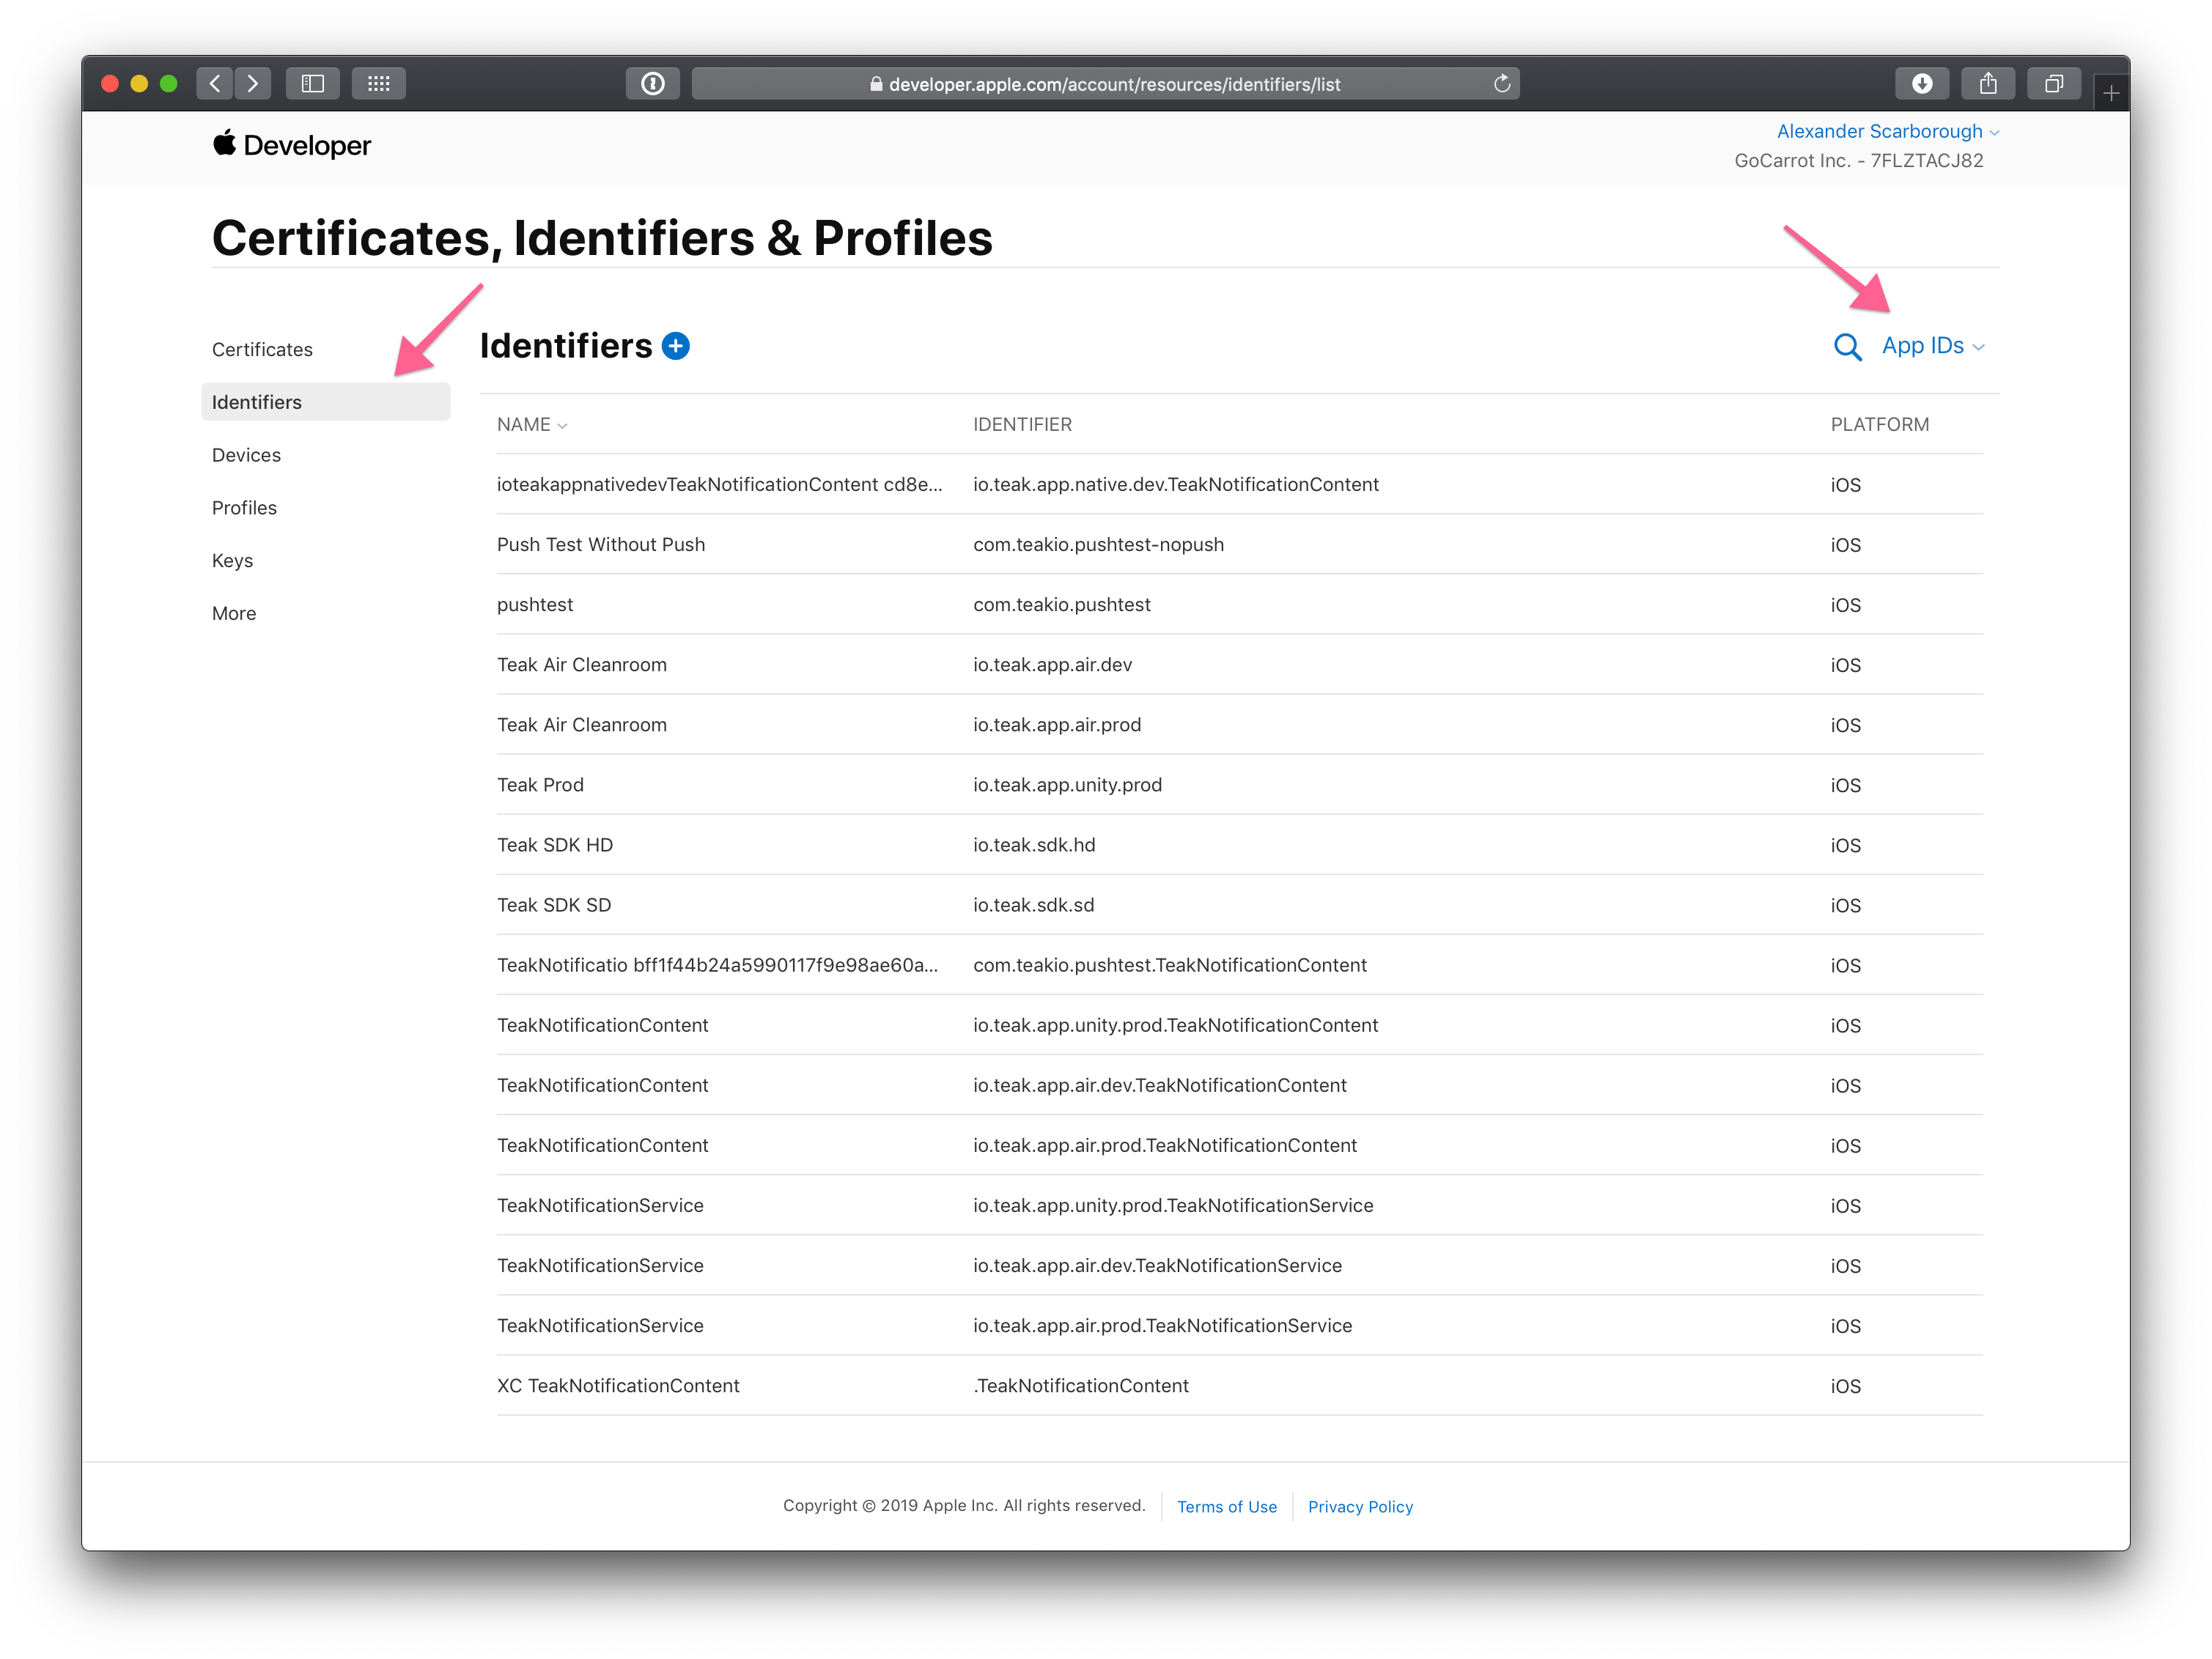 developer.apple.com/account/resources/identifiers/list
Developer
Alexander Scarborough
GoCarrot Inc. - 7FLZTACJ82
Certificates, Identifiers & Profiles
Certificates
Identifiers
Devices
Profiles
Keys
More
Identifiers
App IDs
NAME IDENTIFIER PLATFORM
ioteakappnativedevTeakNotificationContent cd8e... io.teak.app.native.dev.TeakNotificationContent iOS
Push Test Without Push com.teakio.pushtest-nopush iOS
pushtest com.teakio.pushtest iOS
Teak Air Cleanroom io.teak.app.air.dev iOS
Teak Air Cleanroom io.teak.app.air.prod iOS
Teak Prod io.teak.app.unity.prod iOS
Teak SDK HD io.teak.sdk.hd iOS
Teak SDK SD io.teak.sdk.sd iOS
TeakNotificatio bff1f44b24a5990117f9e98ae60a... com.teakio.pushtest.TeakNotificationContent iOS
TeakNotificationContent io.teak.app.unity.prod.TeakNotificationContent iOS
TeakNotificationContent io.teak.app.air.dev.TeakNotificationContent iOS
TeakNotificationContent io.teak.app.air.prod.TeakNotificationContent iOS
TeakNotificationService io.teak.app.unity.prod.TeakNotificationService iOS
TeakNotificationService io.teak.app.air.dev.TeakNotificationService iOS
TeakNotificationService io.teak.app.air.prod.TeakNotificationService iOS
XC TeakNotificationContent .TeakNotificationContent iOS
Copyright © 2019 Apple Inc. All rights reserved. Terms of Use Privacy Policy